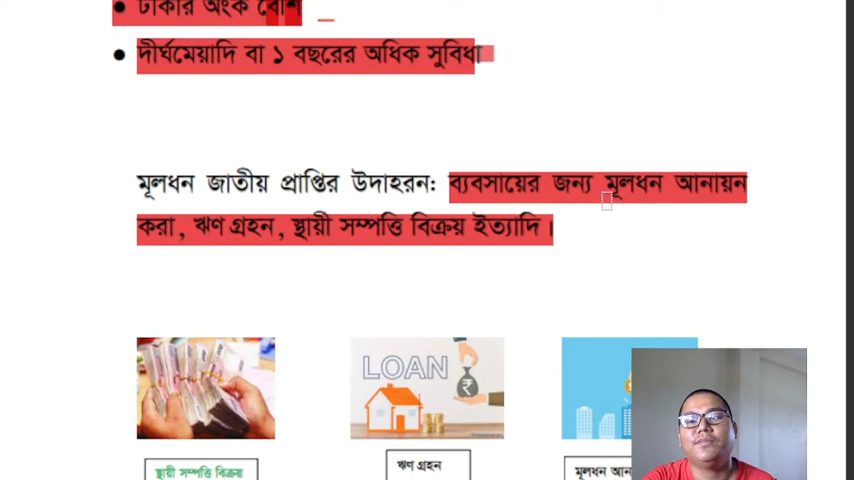 ● টাকার অংক বেশি
● দীর্ঘমেয়াদি বা ১ বছরের অধিক সুবিধা
মূলধন জাতীয় প্রাপ্তির উদাহরন: ব্যবসায়ের জন্য মূলধন আনায়ন
করা, ঋণ গ্রহন, স্থায়ী সম্পত্তি বিক্রয় ইত্যাদি।
LOAN
₹
স্থায়ী সম্পত্তি বিক্রয়
ঋণ গ্রহন
মূলধন